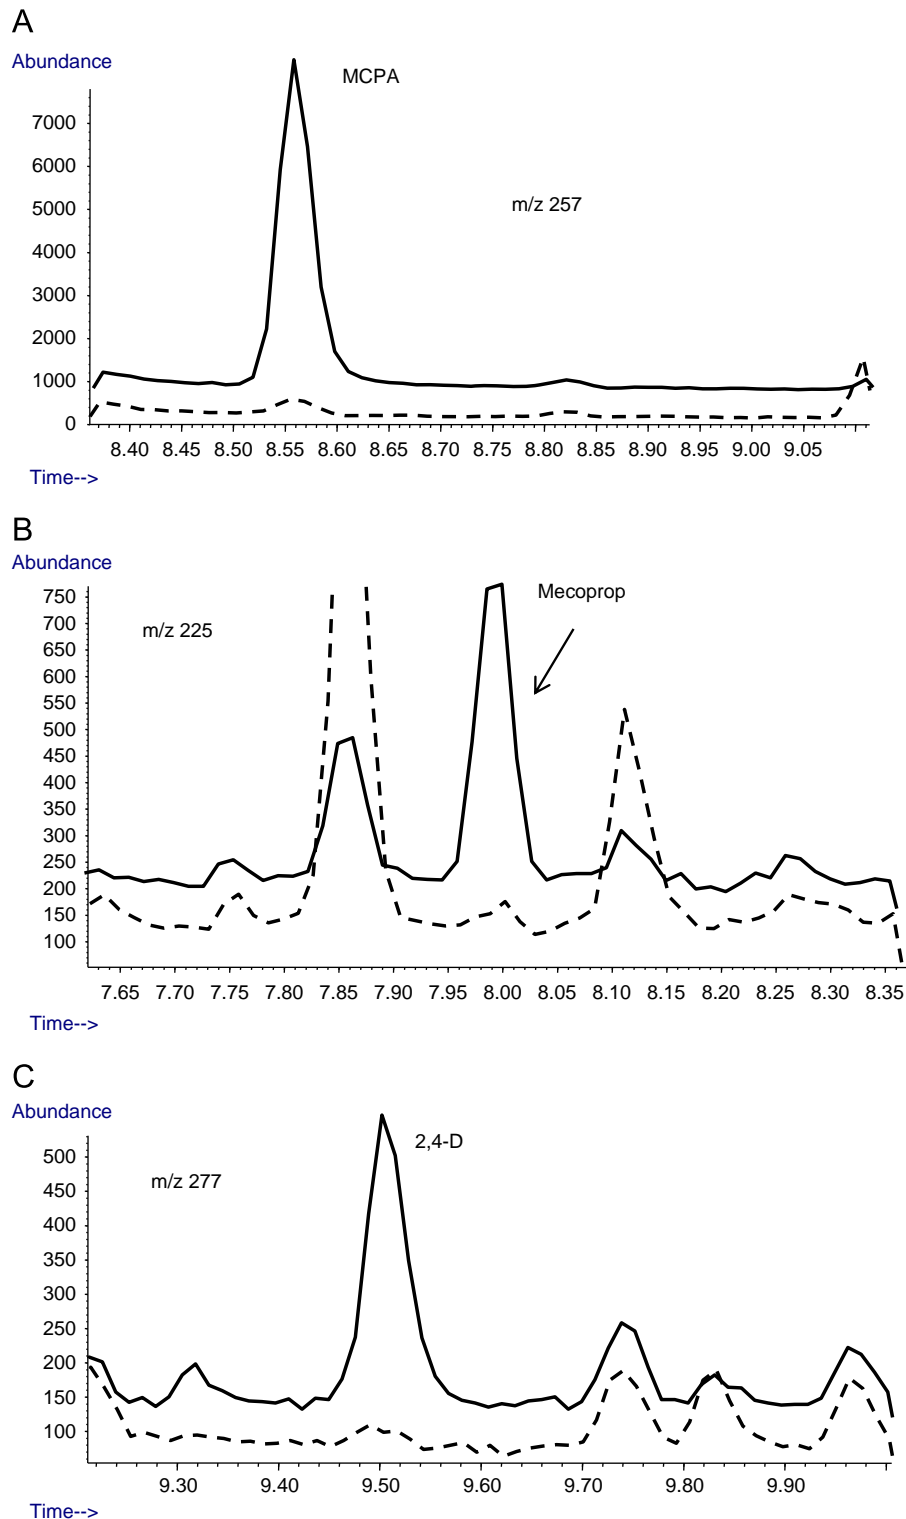 A
Abundance
MCPA
7000
6000
m/z 257
5000
4000
3000
2000
1000
0
8.40 8.45 8.50 8.55 8.60 8.65 8.70 8.75 8.80 8.85 8.90 8.95 9.00 9.05
Time-->
B
Abundance
Mecoprop
750
700
m/z 225
650
600
550
500
450
400
350
300
250
200
150
100
7.65 7.70 7.75 7.80 7.85 7.90 7.95 8.00 8.05 8.10 8.15 8.20 8.25 8.30 8.35
Time-->
C
Abundance
2,4-D
500
m/z 277
450
400
350
300
250
200
150
100
9.30 9.40 9.50 9.60 9.70 9.80 9.90
Time-->